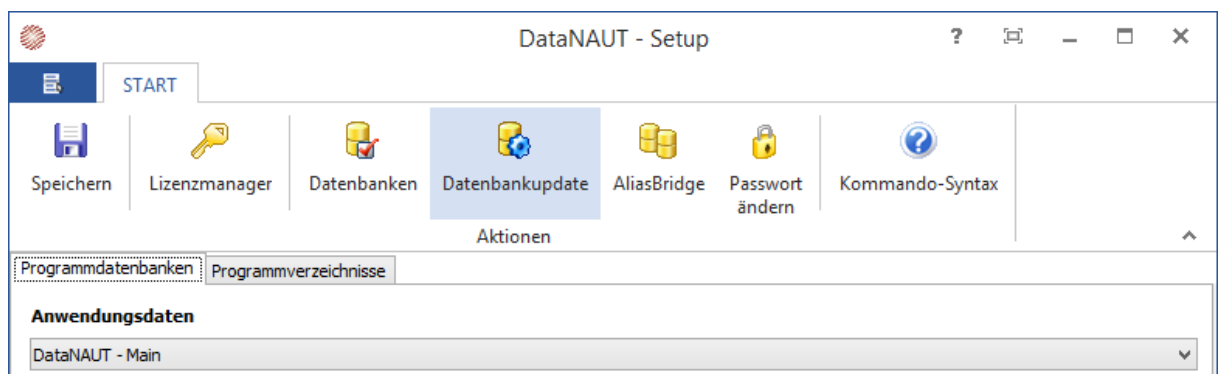 DataNAUT - Setup
?
START
Speichern
Lizenzmanager
Datenbanken
Datenbankupdate
AliasBridge
Passwort
ändern
Kommando-Syntax
Aktionen
Programmdatenbanken
Programmverzeichnisse
Anwendungsdaten
DataNAUT - Main